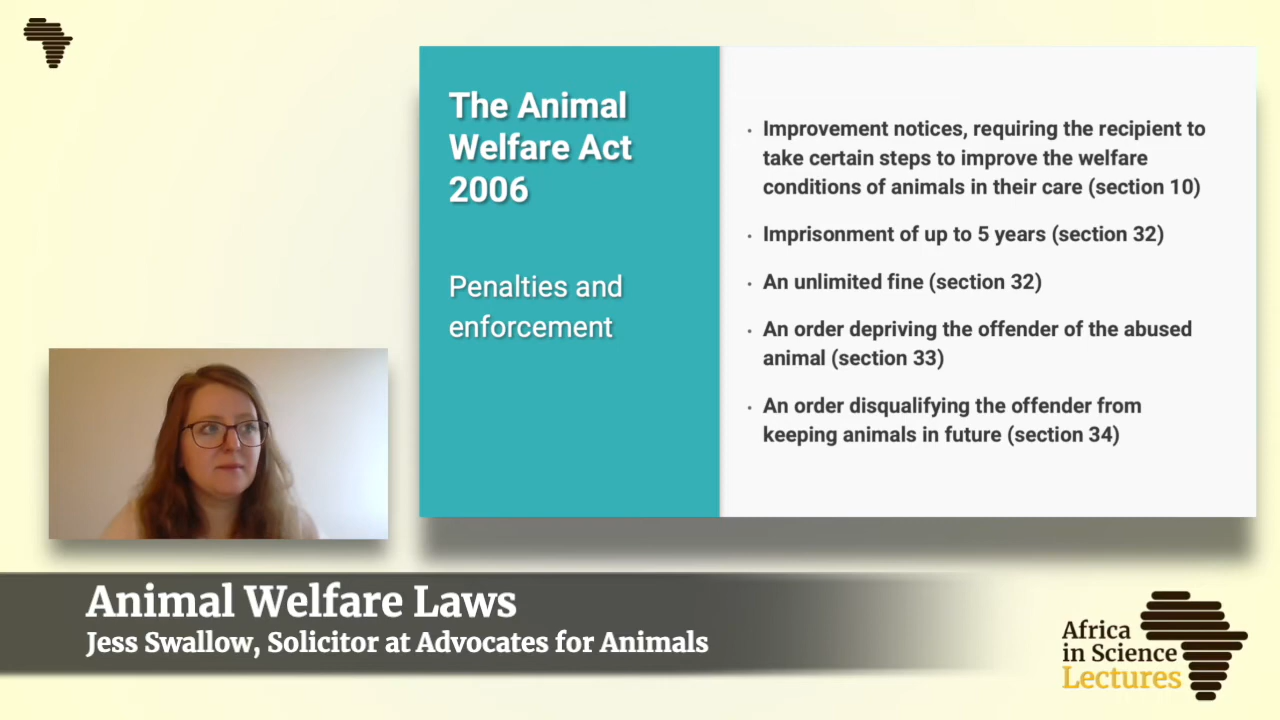 The Animal
Welfare Act
2006
Penalties and
enforcement
· Improvement notices, requiring the recipient to
take certain steps to improve the welfare
conditions of animals in their care (section 10)
· Imprisonment of up to 5 years (section 32)
· An unlimited fine (section 32)
· An order depriving the offender of the abused
animal (section 33)
· An order disqualifying the offender from
keeping animals in future (section 34)
Animal Welfare Laws
Jess Swallow, Solicitor at Advocates for Animals
Africa
in Science
Lectures